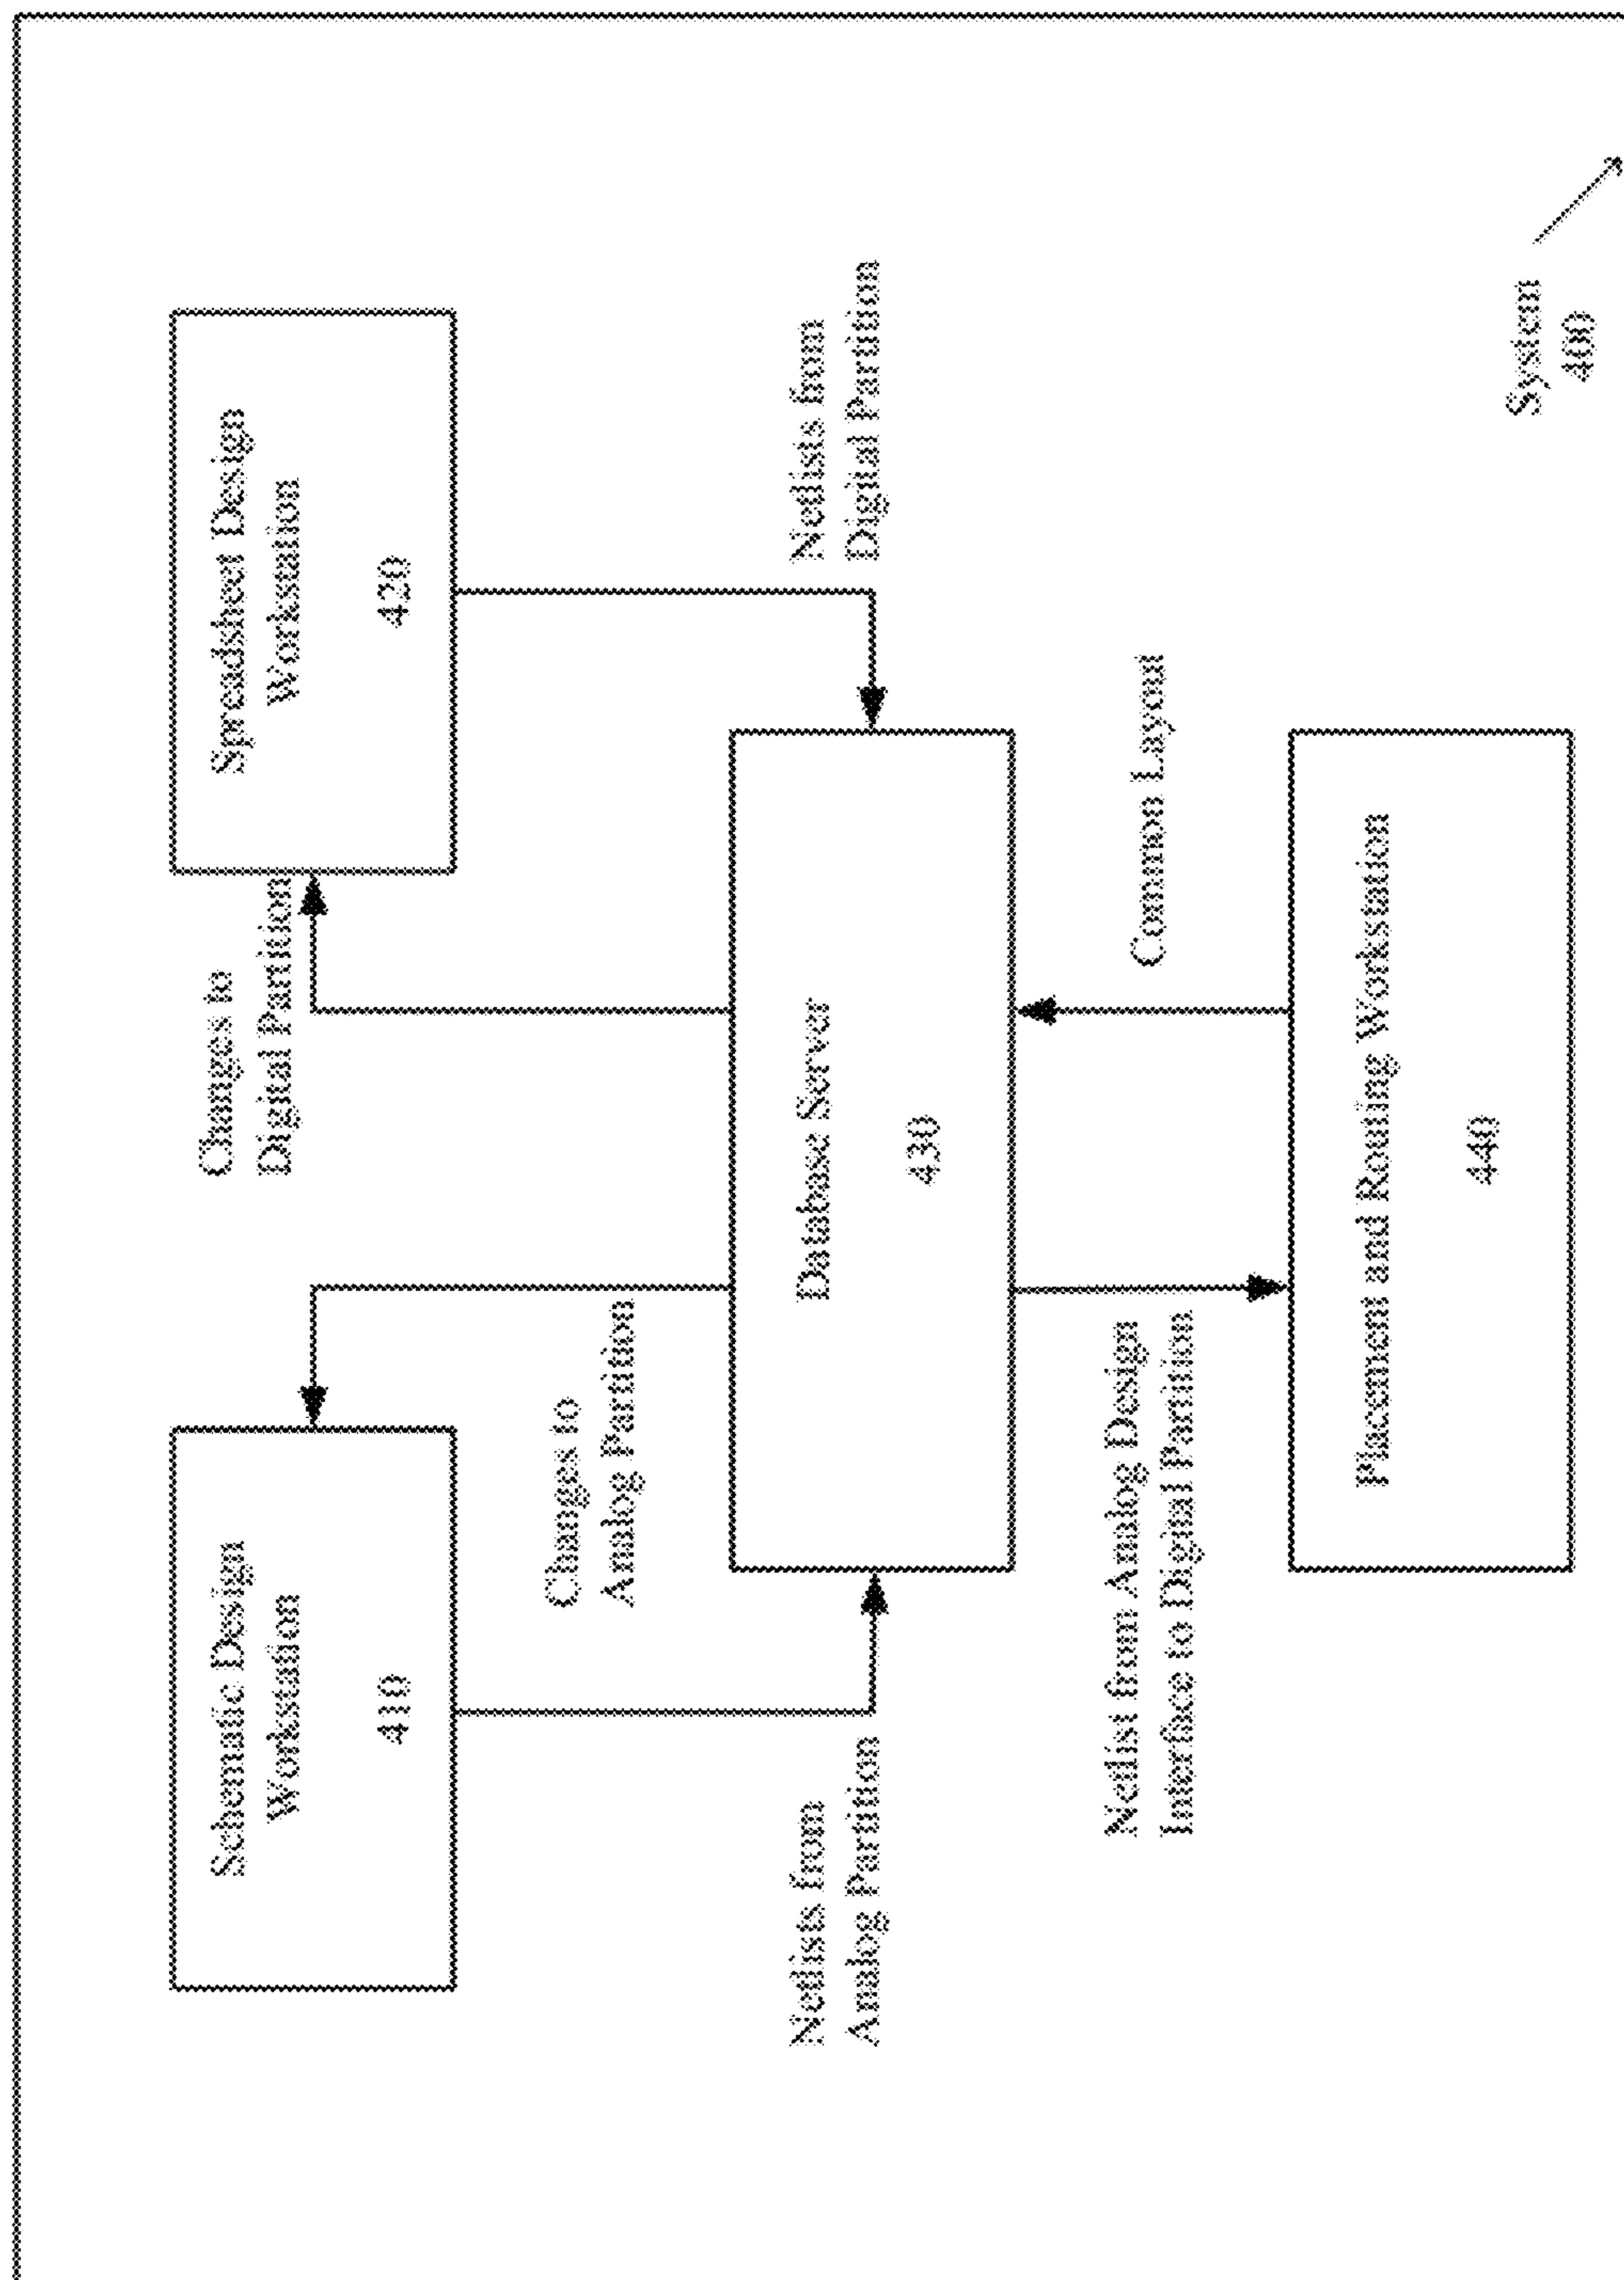 Schematic Design
Workstation
410
Spreadsheet Design
Workstation
420
Changes to
Digital Partition
Changes to
Analog Partition
Netlists from
Analog Partition
Netlists from
Digital Partition
Database Server
430
Netlist from Analog Design
Interface to Digital Partition
Common Layout
Placement and Routing Workstation
440
System
400